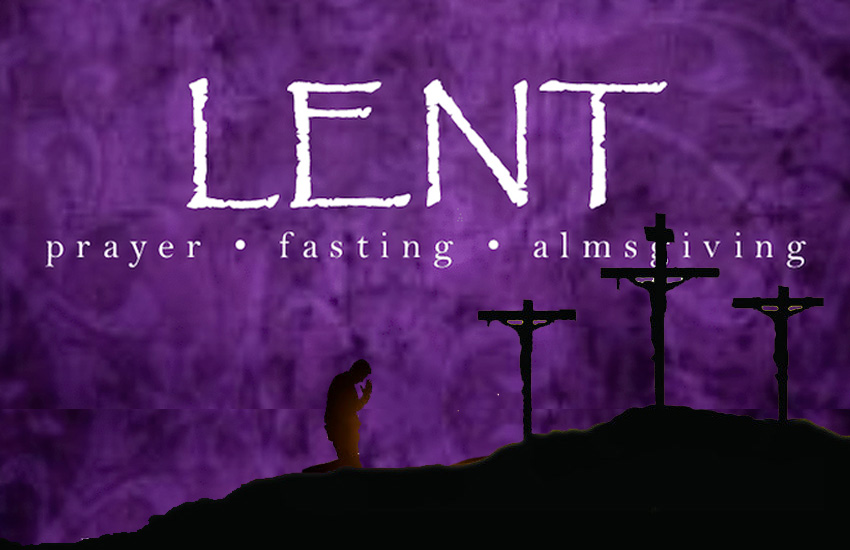 LENT
prayer • fasting • almsgiving